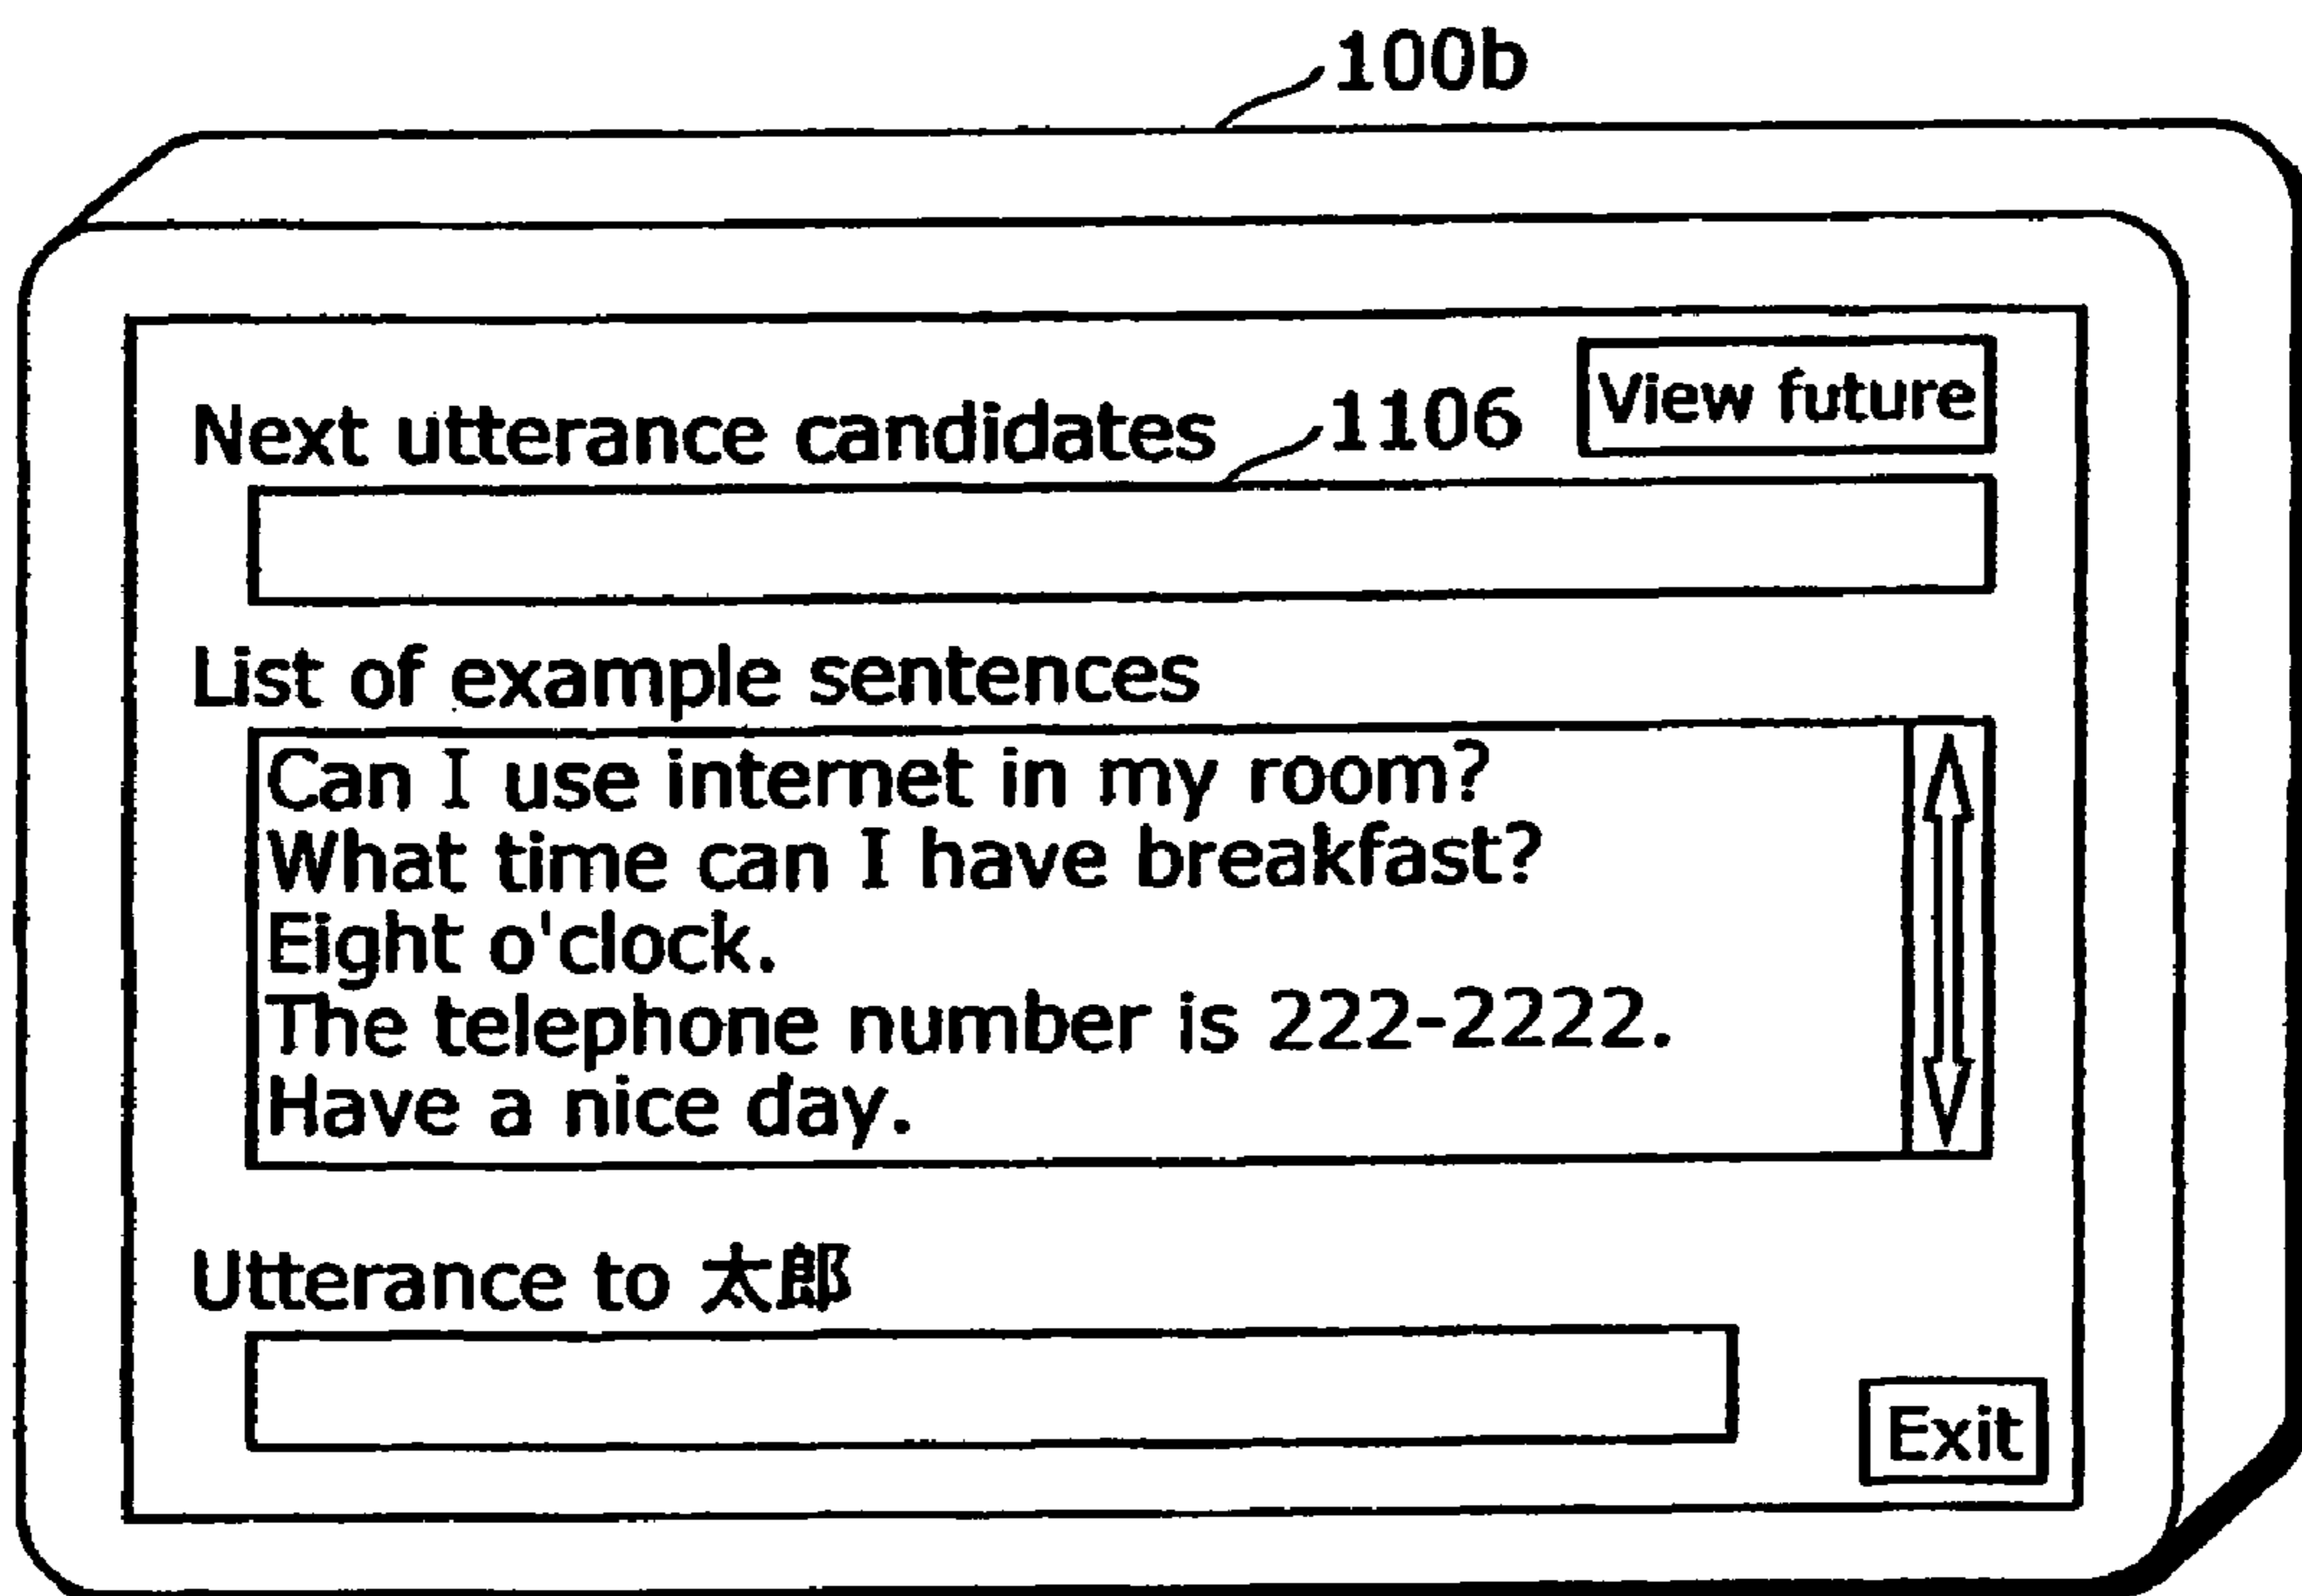 100b
View future
Next utterance candidates 1106
List of example sentences
Can I use internet in my room?
What time can I have breakfast?
Eight o'clock.
The telephone number is 222-2222.
Have a nice day.
Utterance to 太郎
Exit